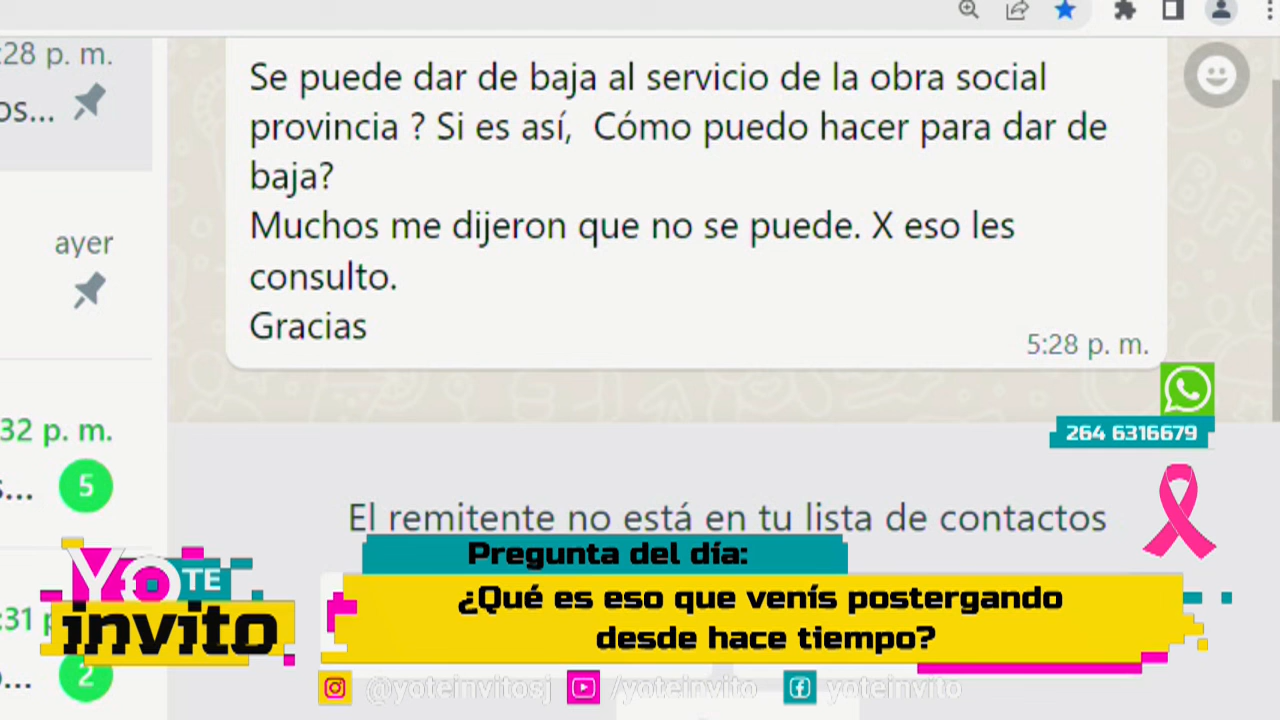 :28 p. m.
os...
Se puede dar de baja al servicio de la obra social
provincia ? Si es así,  Cómo puedo hacer para dar de
baja?
Muchos me dijeron que no se puede. X eso les
consulto.
Gracias
5:28 p. m.
ayer
BFF
:32 p. m.
s...
5
264 6316679
El remitente no está en tu lista de contactos
Pregunta del día:
¿Qué es eso que venís postergando
desde hace tiempo?
YO TE
invito
:31 p
o...
2
@yoteinvitosj
/yoteinvito
yoteinvito